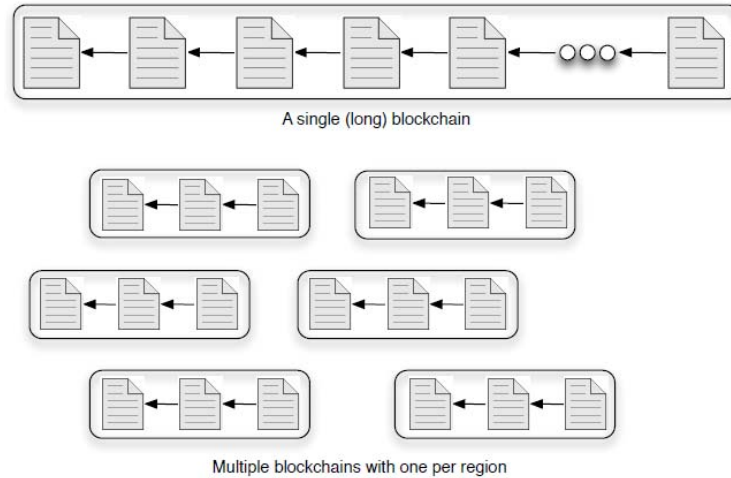 A single (long) blockchain
Multiple blockchains with one per region